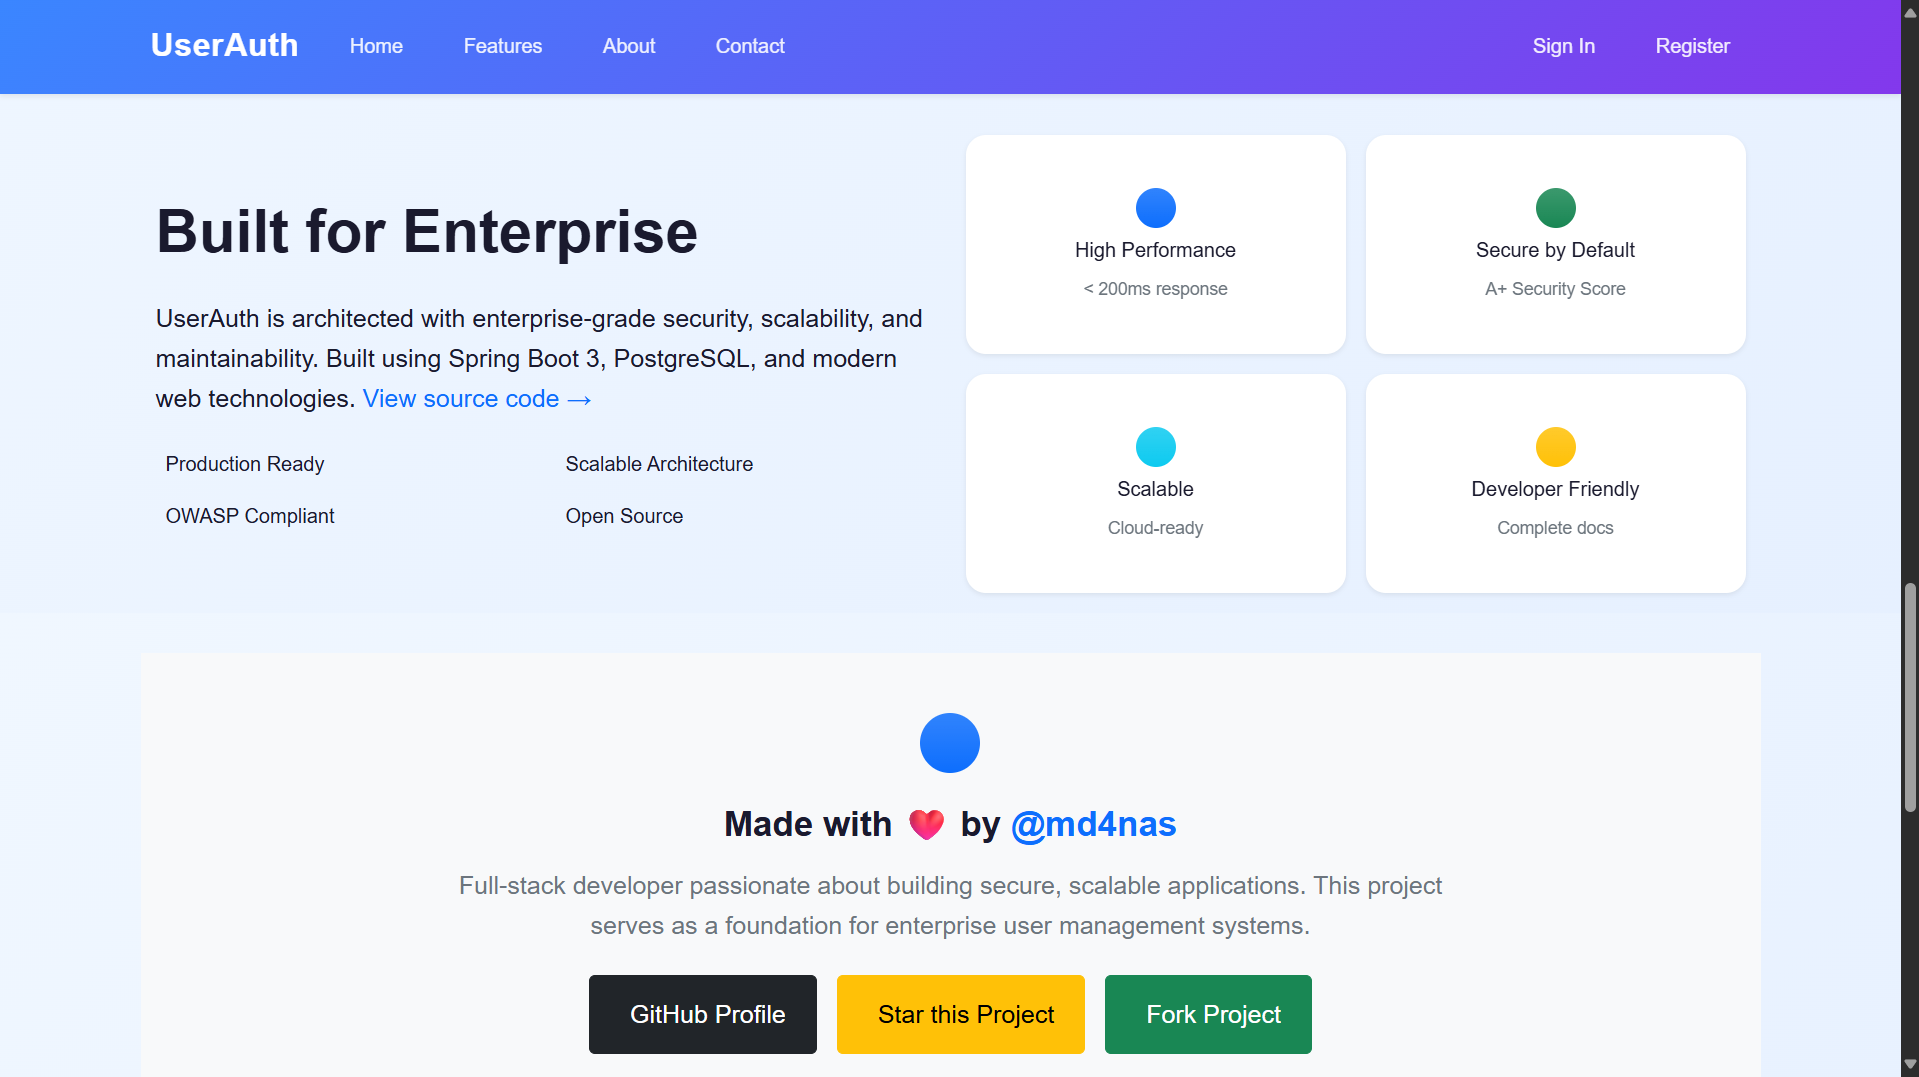 UserAuth
Home
Features
About
Contact
Sign In
Register
Built for Enterprise
UserAuth is architected with enterprise-grade security, scalability, and
maintainability. Built using Spring Boot 3, PostgreSQL, and modern
web technologies. View source code →
Production Ready
Scalable Architecture
OWASP Compliant
Open Source
High Performance
< 200ms response
Secure by Default
A+ Security Score
Scalable
Cloud-ready
Developer Friendly
Complete docs
Made with ❤️ by @md4nas
Full-stack developer passionate about building secure, scalable applications. This project
serves as a foundation for enterprise user management systems.
GitHub Profile
Star this Project
Fork Project